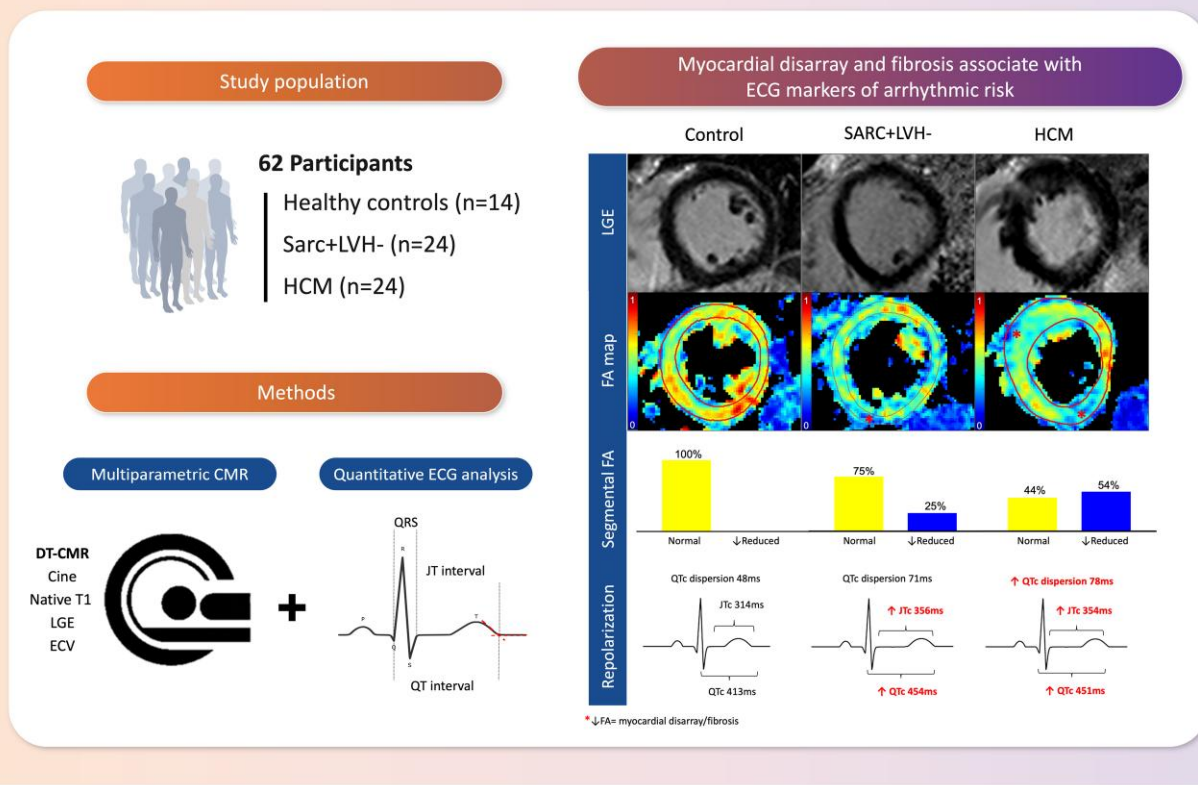 Study population
62 Participants
Healthy controls (n=14)
Sarc+LVH- (n=24)
HCM (n=24)
Methods
Multiparametric CMR
Quantitative ECG analysis
DT-CMR
Cine
Native T1
LGE
ECV
+
QRS
R
JT interval
P
T
Q
S
QT interval
Myocardial disarray and fibrosis associate with
ECG markers of arrhythmic risk
Control
SARC+LVH-
HCM
LGE
FA map
1
0
*
1
0
*
*
1
0
Segmental FA
100%
Normal
↓Reduced
75%
25%
Normal
↓Reduced
44%
54%
Normal
↓Reduced
Repolarization
QTc dispersion 48ms
JTc 314ms
QTc 413ms
QTc dispersion 71ms
↑ JTc 356ms
↑ QTc 454ms
↑ QTc dispersion 78ms
↑ JTc 354ms
↑ QTc 451ms
* ↓FA= myocardial disarray/fibrosis